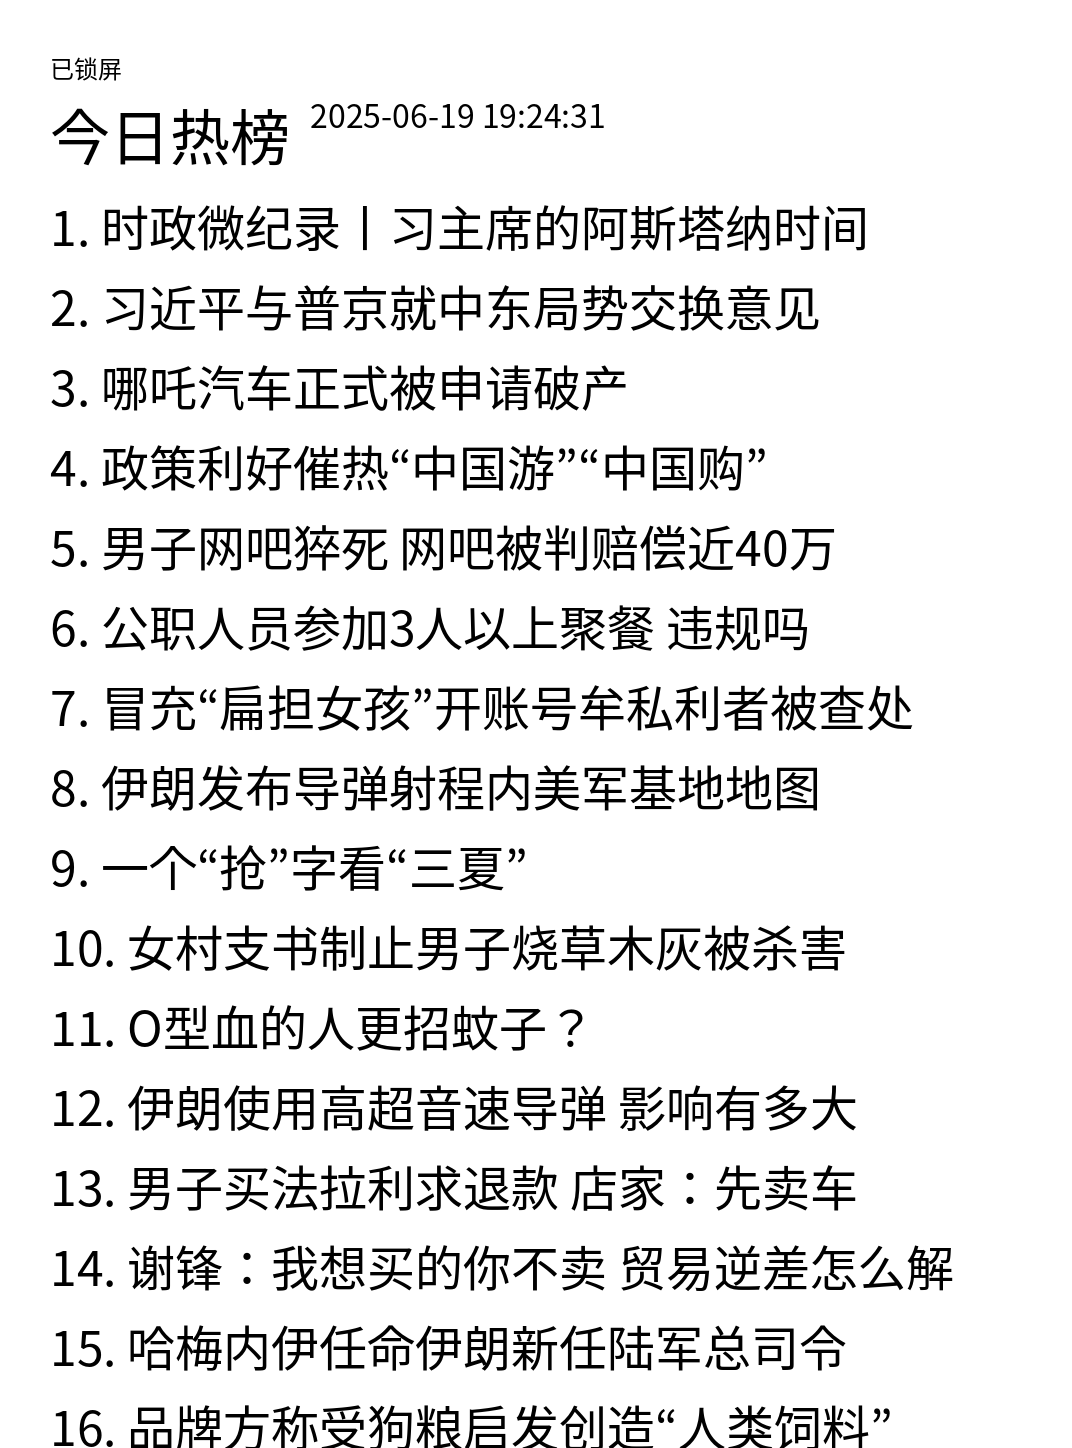 已锁屏
今日热榜 2025-06-19 19:24:31
1. 时政微纪录丨习主席的阿斯塔纳时间
2. 习近平与普京就中东局势交换意见
3. 哪吒汽车正式被申请破产
4. 政策利好催热“中国游”“中国购”
5. 男子网吧猝死 网吧被判赔偿近40万
6. 公职人员参加3人以上聚餐 违规吗
7. 冒充“扁担女孩”开账号牟私利者被查处
8. 伊朗发布导弹射程内美军基地地图
9. 一个“抢”字看“三夏”
10. 女村支书制止男子烧草木灰被杀害
11. O型血的人更招蚊子？
12. 伊朗使用高超音速导弹 影响有多大
13. 男子买法拉利求退款 店家：先卖车
14. 谢锋：我想买的你不卖 贸易逆差怎么解
15. 哈梅内伊任命伊朗新任陆军总司令
16. 品牌方称受狗粮启发创造“人类饲料”